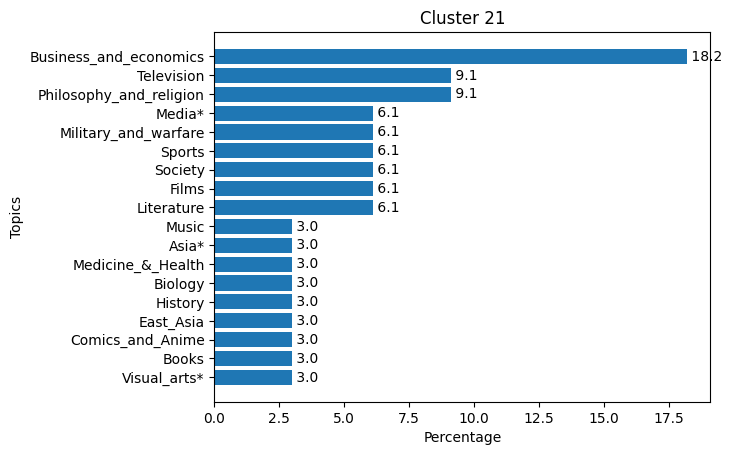 Cluster 21
Business_and_economics 18.2
Television 9.1
Philosophy_and_religion 9.1
Media* 6.1
Military_and_warfare 6.1
Sports 6.1
Society 6.1
Films 6.1
Literature 6.1
Music 3.0
Asia* 3.0
Medicine_&_Health 3.0
Biology 3.0
History 3.0
East_Asia 3.0
Comics_and_Anime 3.0
Books 3.0
Visual_arts* 3.0
Topics
0.0 2.5 5.0 7.5 10.0 12.5 15.0 17.5
Percentage